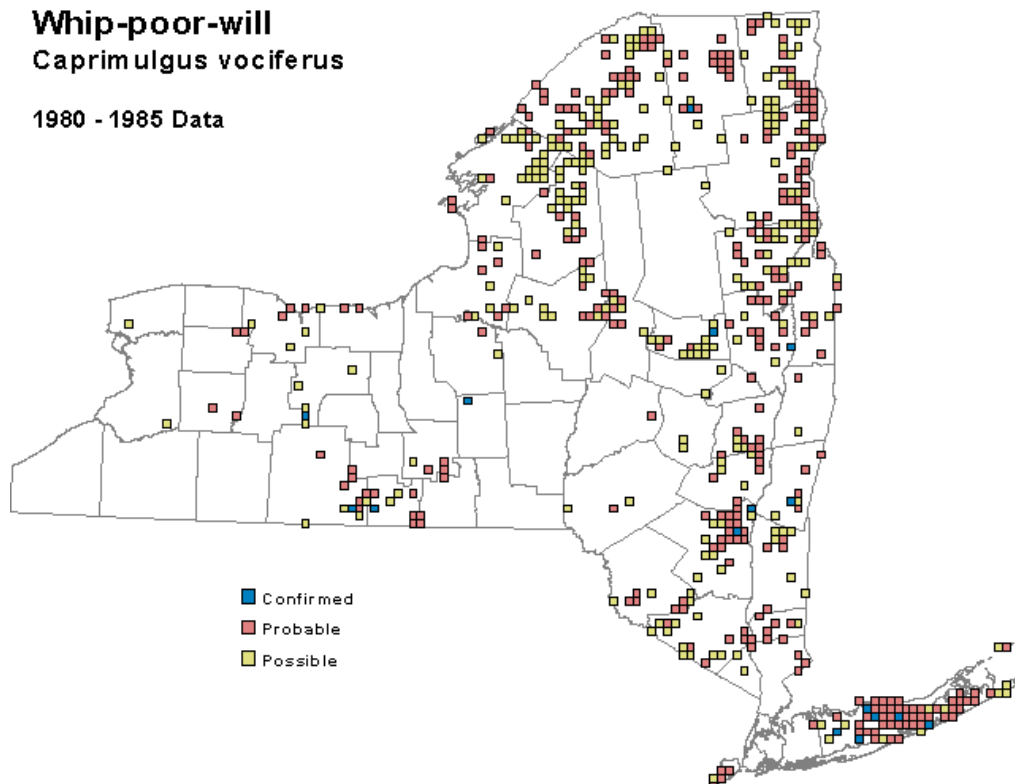 Whip-poor-will
Caprimulgus vociferus
1980 - 1985 Data
Confirmed
Probable
Possible